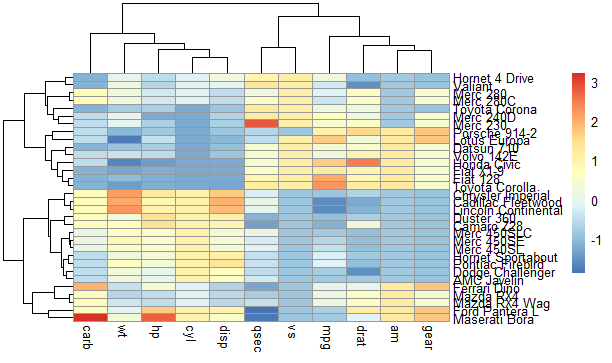 Hornet 4 Drive
Valiant
Merc 280
Merc 280C
Toyota Corona
Merc 240D
Merc 230
Porsche 914-2
Lotus Europa
Datsun 710
Volvo 142E
Honda Civic
Fiat X1-9
Fiat 128
Toyota Corolla
Chrysler Imperial
Cadillac Fleetwood
Lincoln Continental
Duster 360
Camaro Z28
Merc 450SLC
Merc 450SE
Merc 450SL
Hornet Sportabout
Pontiac Firebird
Dodge Challenger
AMC Javelin
Ferrari Dino
Mazda RX4
Mazda RX4 Wag
Ford Pantera L
Maserati Bora
carb
wt
hp
cyl
disp
qsec
vs
mpg
drat
am
gear
3
2
1
0
-1